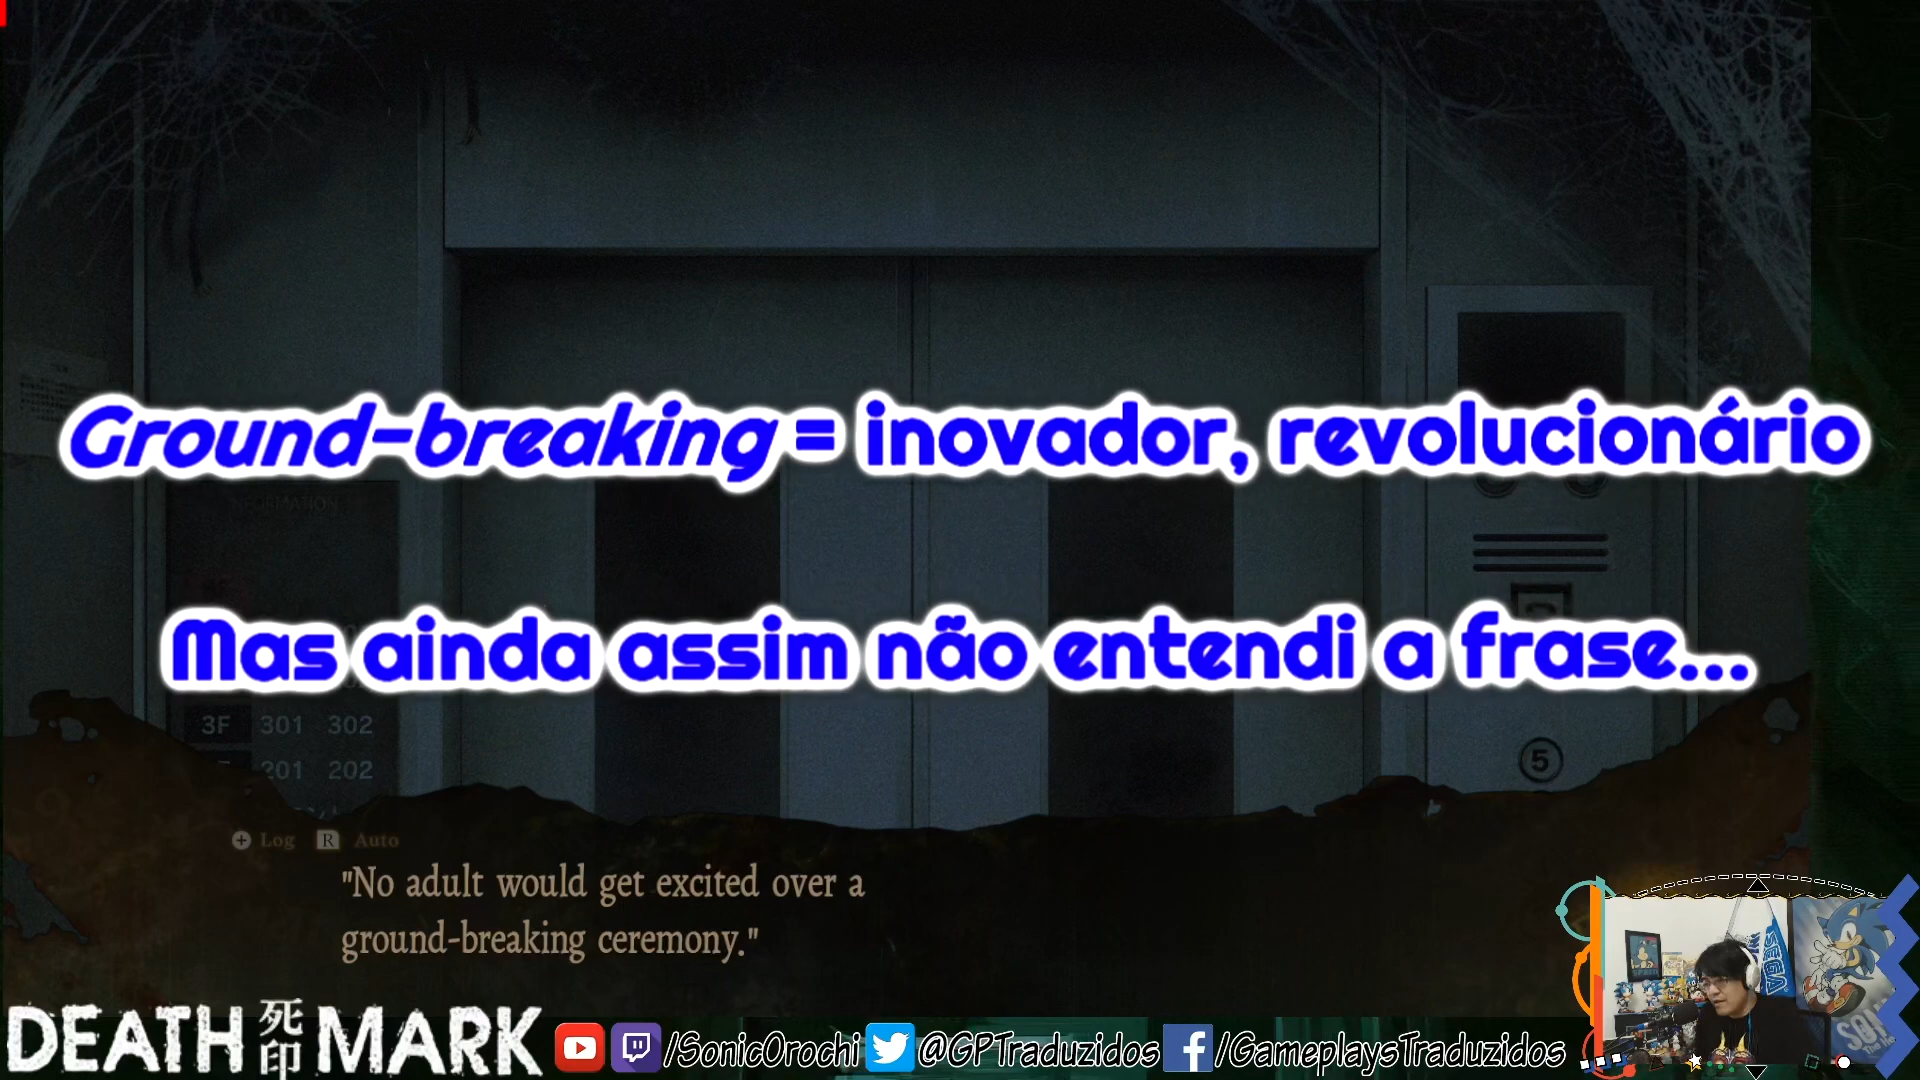 Ground-breaking = inovador, revolucionário
INFORMATION
Mas ainda assim não entendi a frase...
3F 301 302
201 202
5
+ Log R Auto
"No adult would get excited over a
ground-breaking ceremony."
DEATH 死印 MARK
/SonicOrochi @GPTraduzidos /GameplaysTraduzidos
SEGA